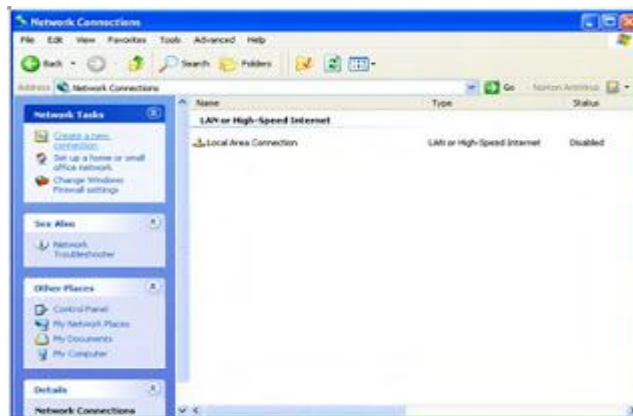 Network Connections
File Edit View Favorites Tools Advanced Help
Back Search Folders
Address Network Connections Go Norton AntiVirus
Network Tasks
Create a new connection
Set up a home or small office network
Change Windows Firewall settings
See Also
Network Troubleshooter
Other Places
Control Panel
My Network Places
My Documents
My Computer
Details
Network Connections
Name Type Status
LAN or High-Speed Internet
Local Area Connection LAN or High-Speed Internet Disabled